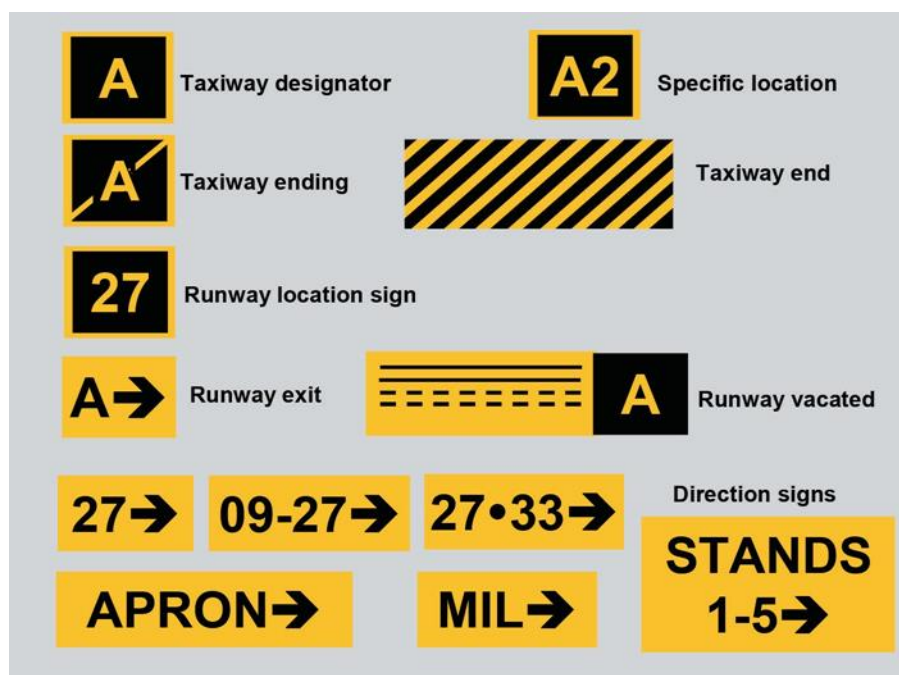 A Taxiway designator
A2 Specific location
A Taxiway ending
Taxiway end
27 Runway location sign
A➔ Runway exit
A Runway vacated
27➔ 09-27➔ 27•33➔
Direction signs
STANDS
1-5➔
APRON➔ MIL➔